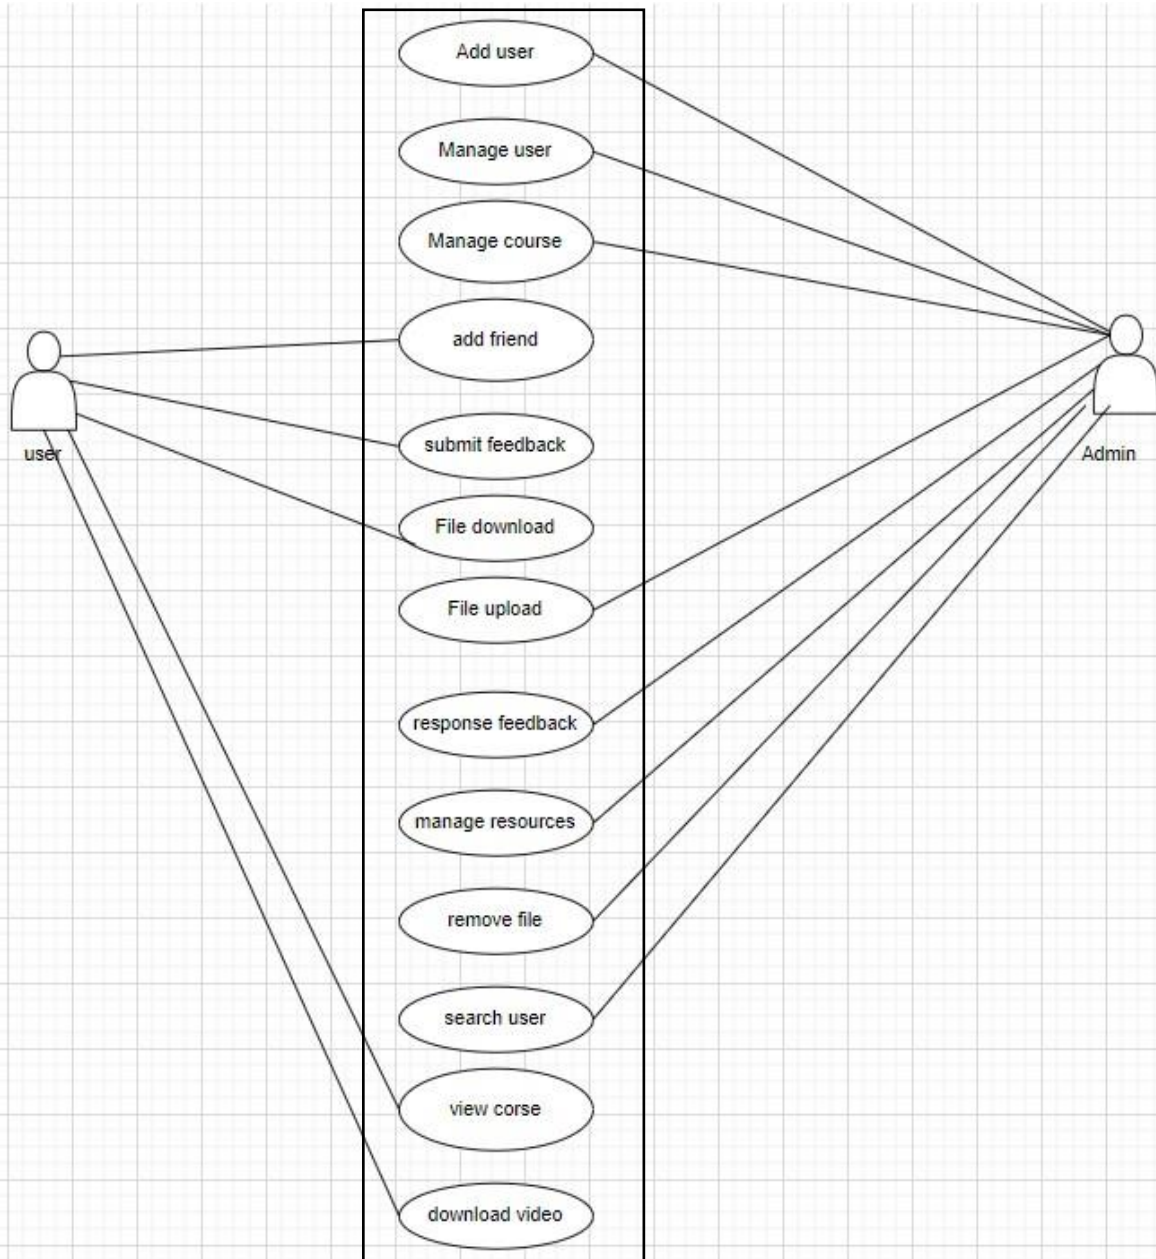 Add user
Manage user
Manage course
add friend
submit feedback
user
Admin
File download
File upload
response feedback
manage resources
remove file
search user
view corse
download video